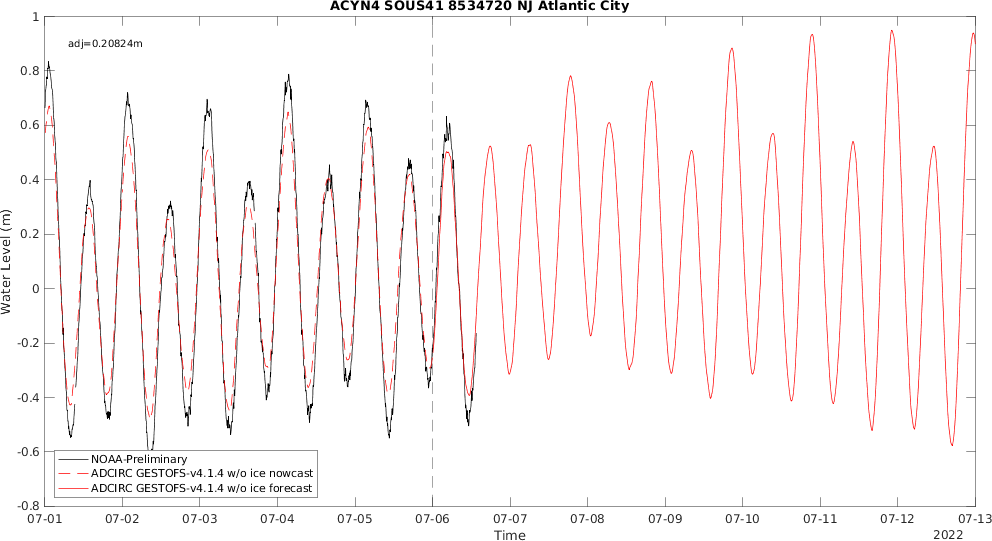 ACYN4 SOUS41 8534720 NJ Atlantic City
adj=0.20824m
Water Level (m)
1
0.8
0.6
0.4
0.2
0
-0.2
-0.4
-0.6
-0.8
NOAA-Preliminary
ADCIRC GESTOFS-v4.1.4 w/o ice nowcast
ADCIRC GESTOFS-v4.1.4 w/o ice forecast
07-01 07-02 07-03 07-04 07-05 07-06 07-07 07-08 07-09 07-10 07-11 07-12 07-13
Time
2022